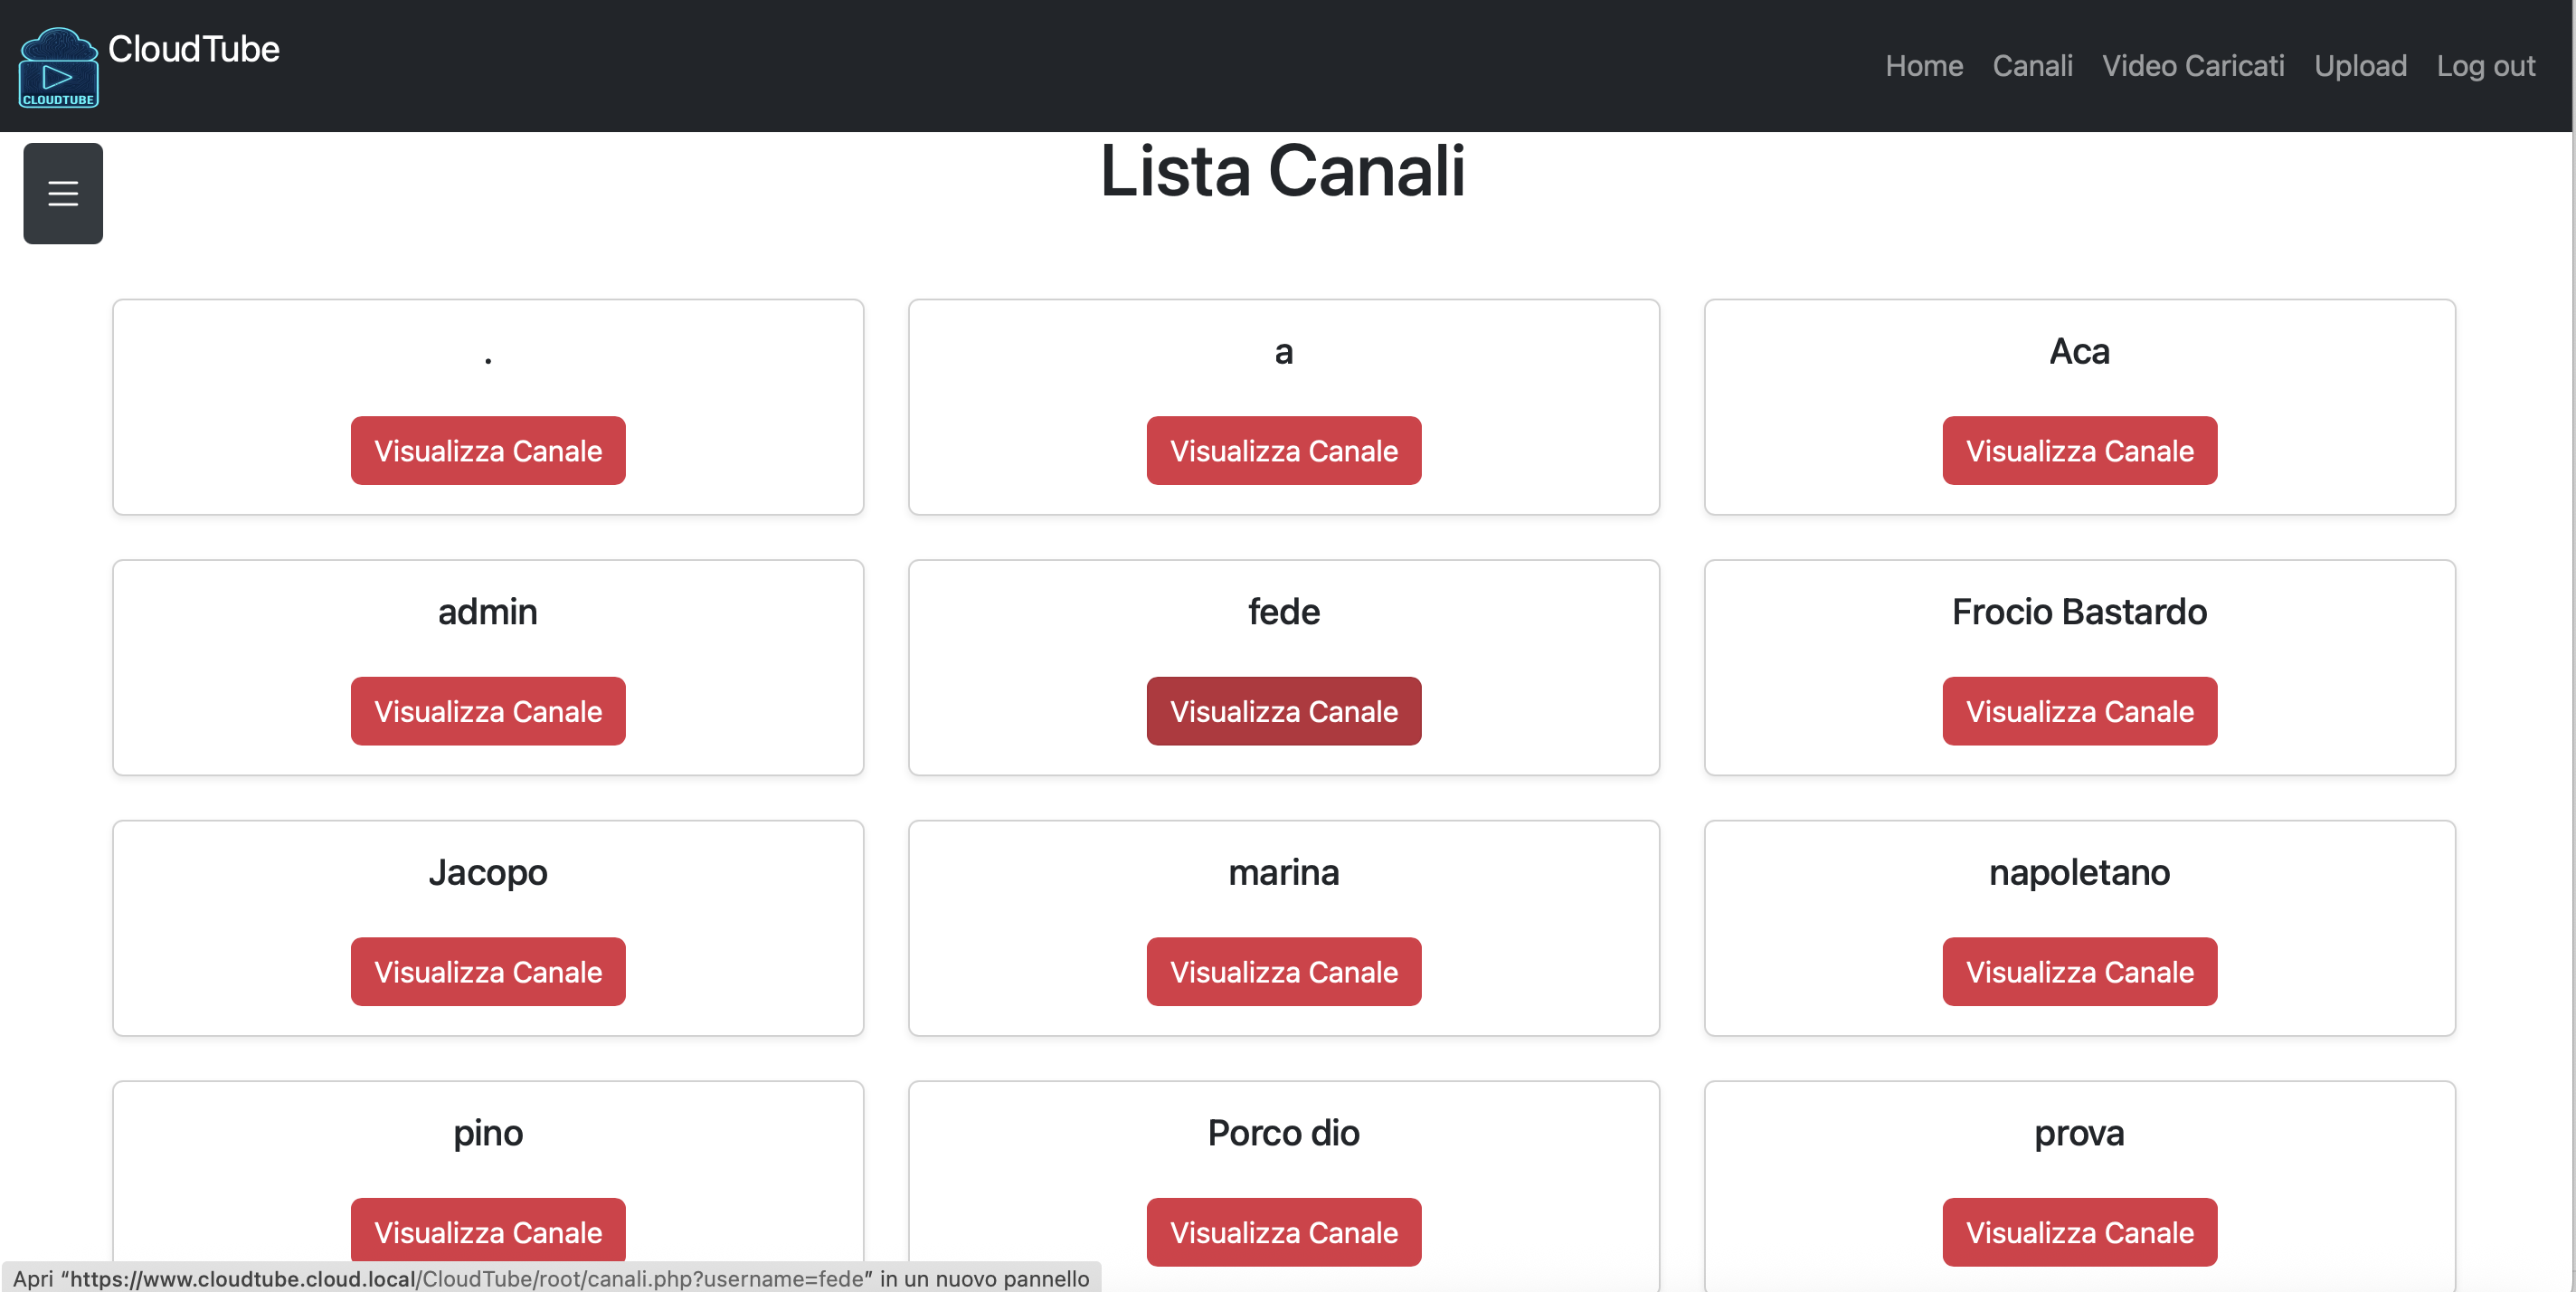 CLOUDTUBE
CloudTube
Home Canali Video Caricati Upload Log out
Lista Canali
. a Aca
Visualizza Canale Visualizza Canale Visualizza Canale
admin fede Frocio Bastardo
Visualizza Canale Visualizza Canale Visualizza Canale
Jacopo marina napoletano
Visualizza Canale Visualizza Canale Visualizza Canale
pino Porco dio prova
Visualizza Canale Visualizza Canale Visualizza Canale
Apri “https://www.cloudtube.cloud.local/CloudTube/root/canali.php?username=fede” in un nuovo pannello